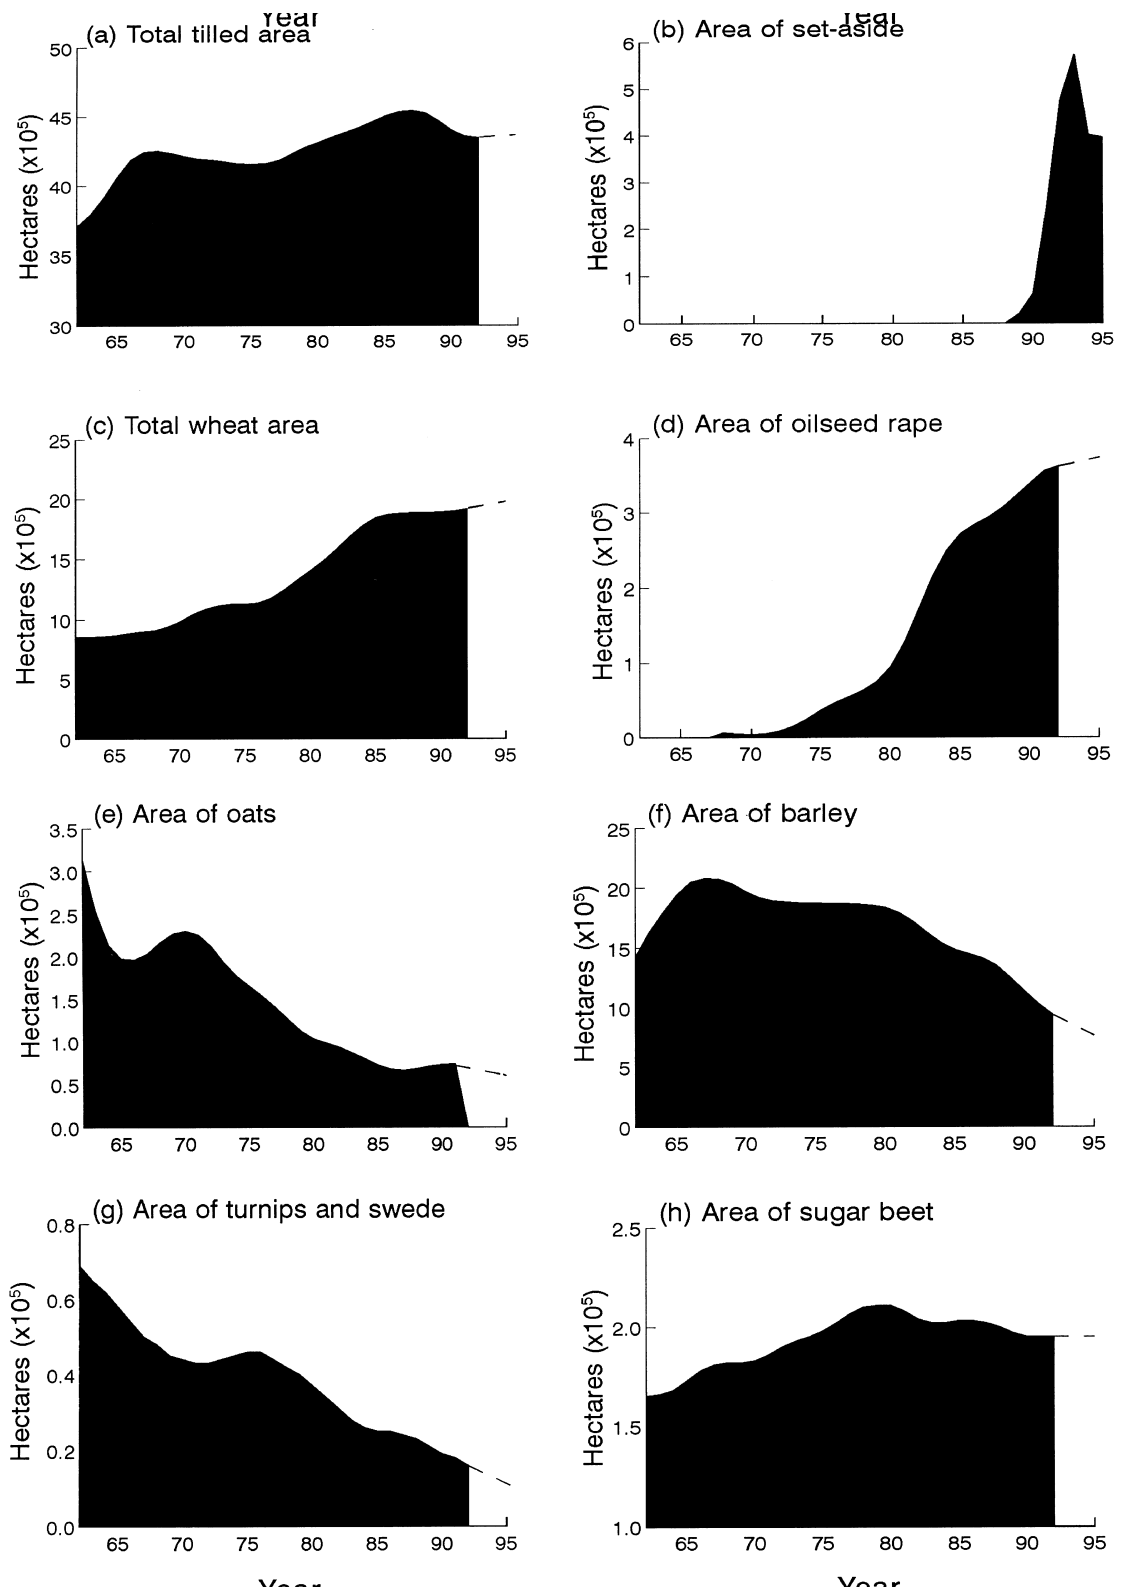 Year
Year
(a) Total tilled area
(b) Area of set-aside
Hectares (x10⁵)
50
45
40
35
30
65 70 75 80 85 90 95
Hectares (x10⁵)
6
5
4
3
2
1
0
65 70 75 80 85 90 95
(c) Total wheat area
Hectares (x10⁵)
25
20
15
10
5
0
65 70 75 80 85 90 95
(d) Area of oilseed rape
Hectares (x10⁵)
4
3
2
1
0
65 70 75 80 85 90 95
(e) Area of oats
Hectares (x10⁵)
3.5
3.0
2.5
2.0
1.5
1.0
0.5
0.0
65 70 75 80 85 90 95
(f) Area of barley
Hectares (x10⁵)
25
20
15
10
5
0
65 70 75 80 85 90 95
(g) Area of turnips and swede
Hectares (x10⁵)
0.8
0.6
0.4
0.2
0.0
65 70 75 80 85 90 95
(h) Area of sugar beet
Hectares (x10⁵)
2.5
2.0
1.5
1.0
65 70 75 80 85 90 95
Year
Year